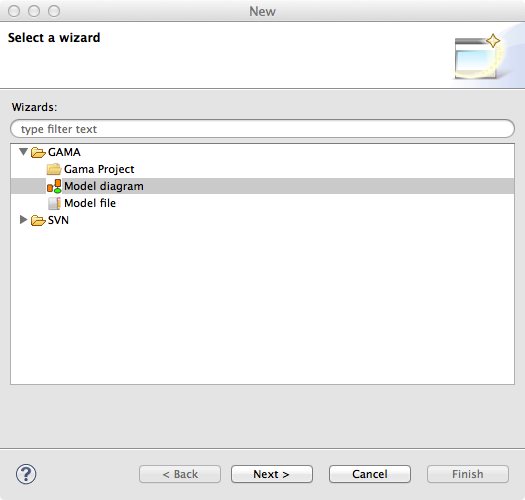 New
Select a wizard
Wizards:
type filter text
GAMA
Gama Project
Model diagram
Model file
SVN
?
< Back
Next >
Cancel
Finish